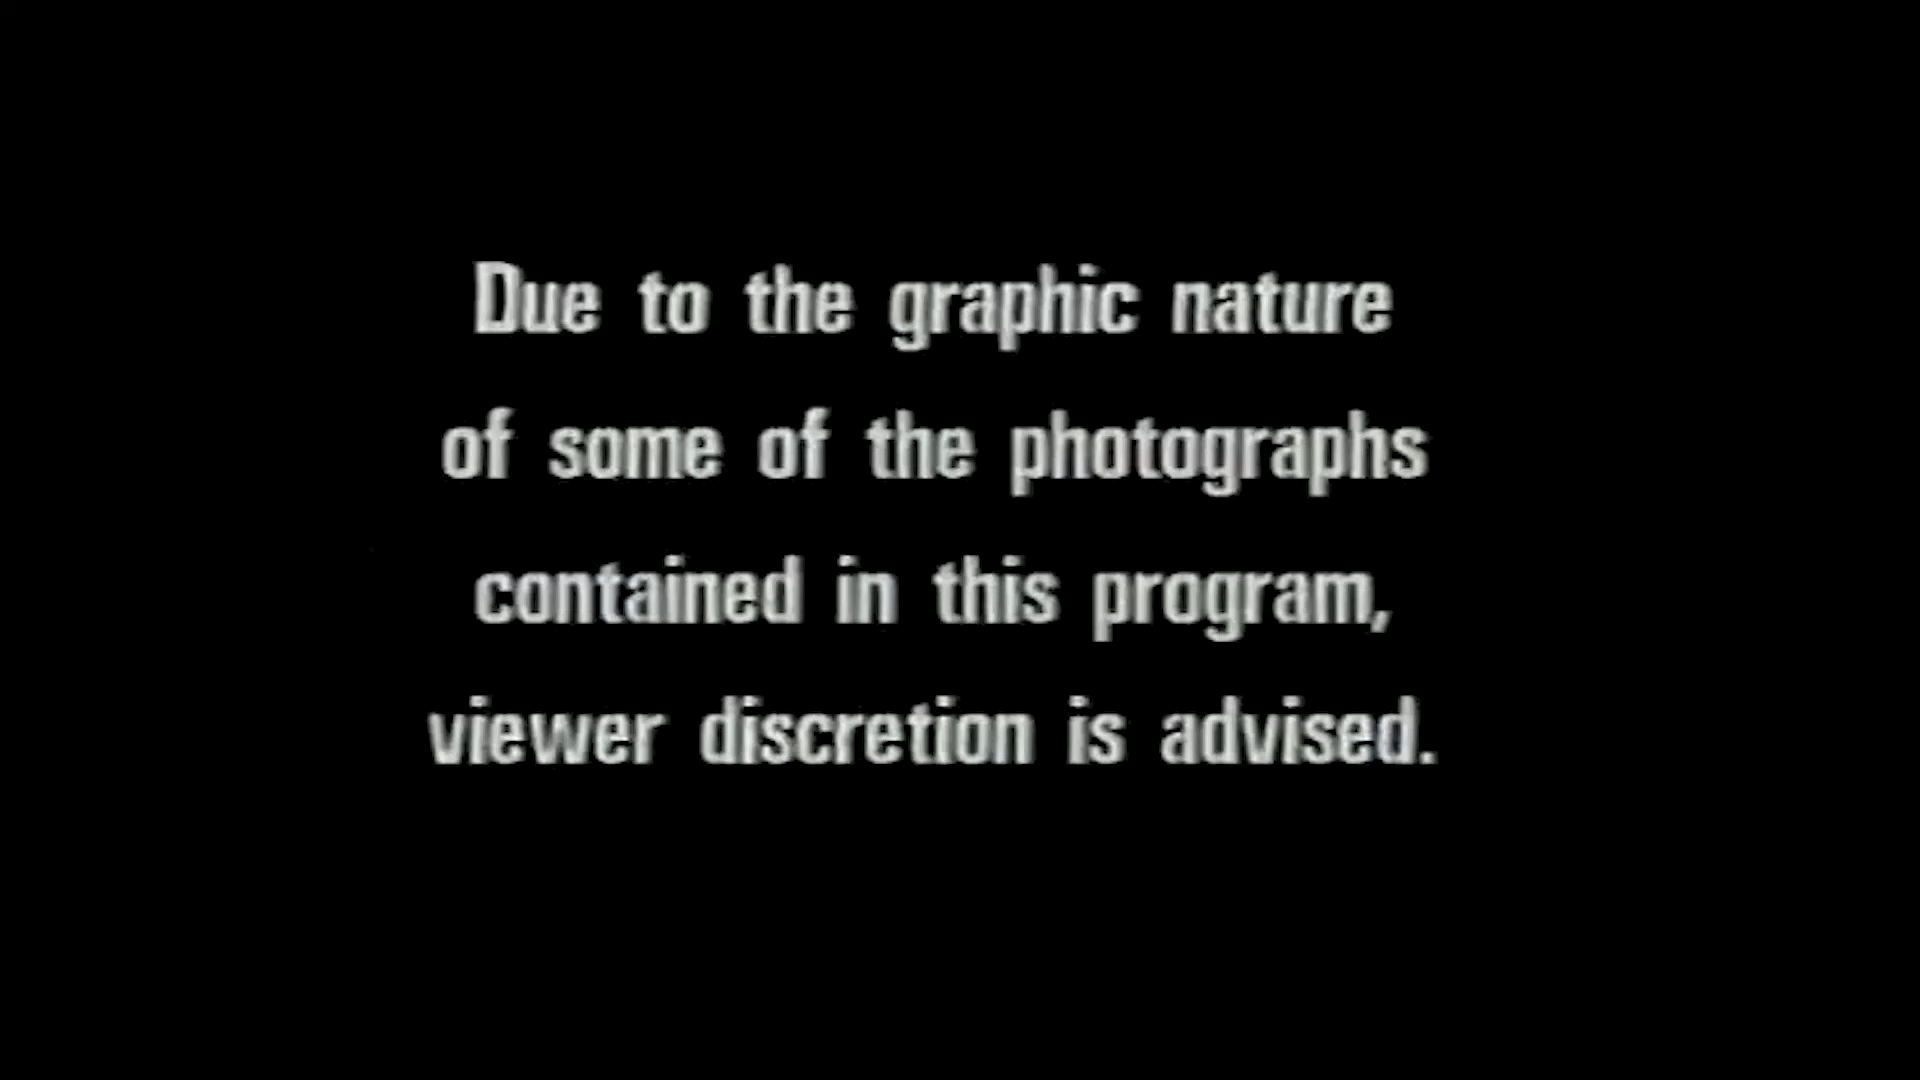 Due to the graphic nature
of some of the photographs
contained in this program,
viewer discretion is advised.